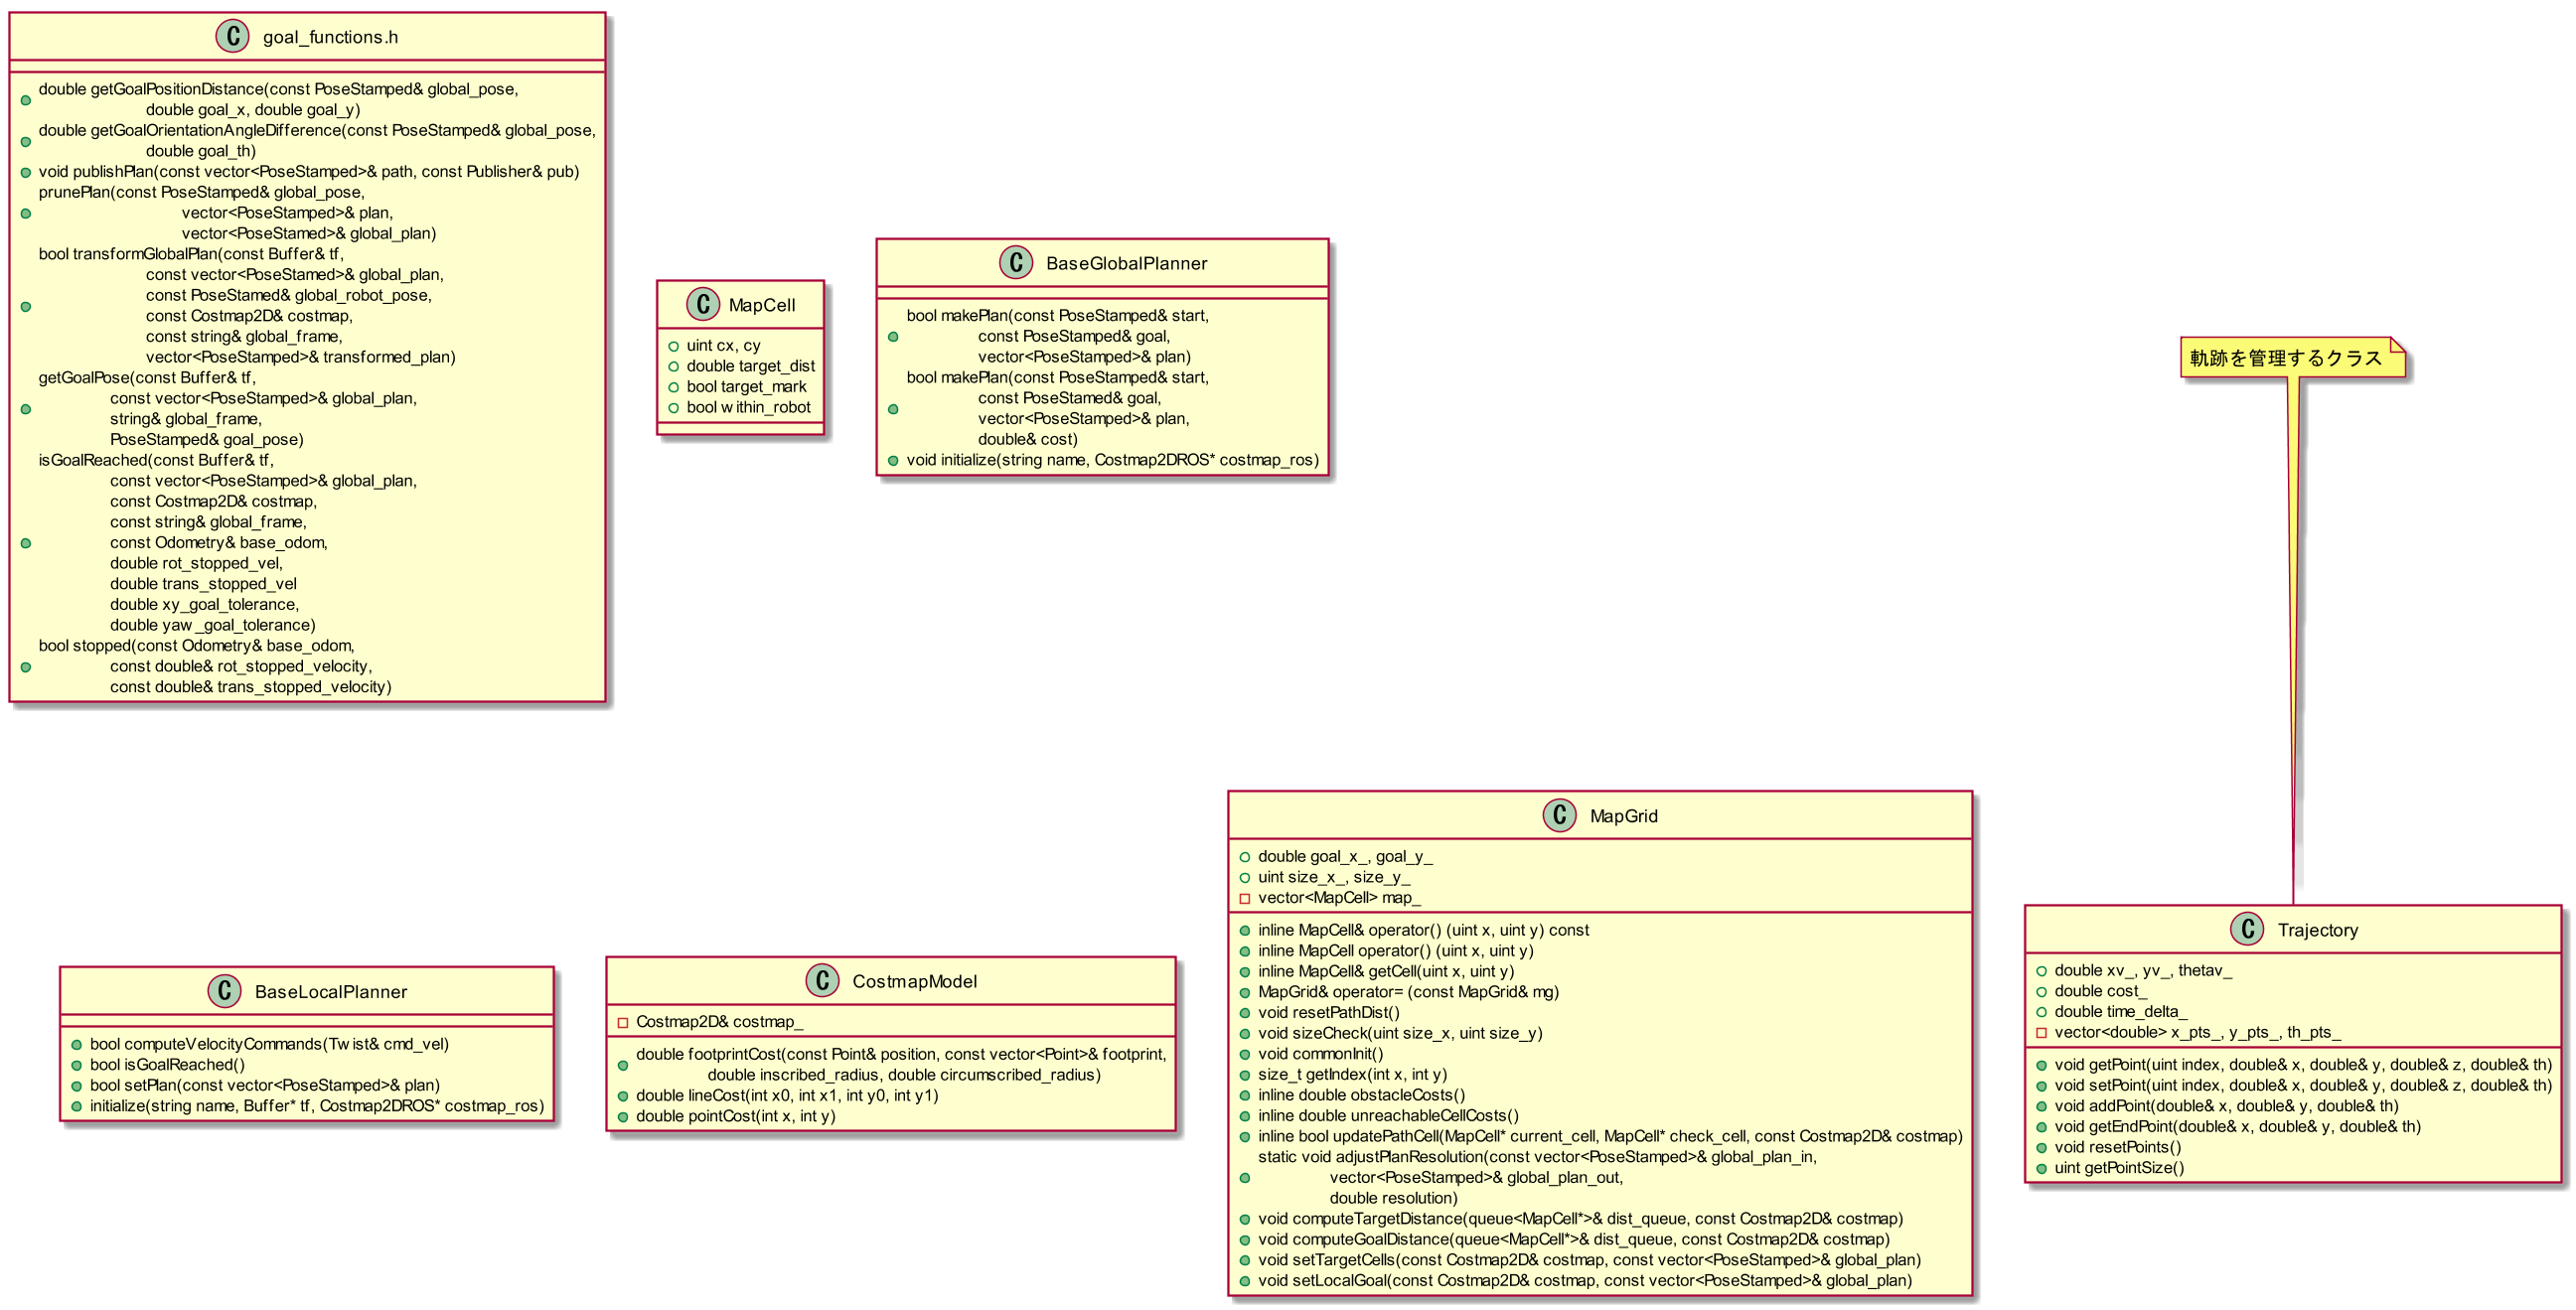 C goal_functions.h
double getGoalPositionDistance(const PoseStamped& global_pose,
double goal_x, double goal_y)
double getGoalOrientationAngleDifference(const PoseStamped& global_pose,
double goal_th)
void publishPlan(const vector<PoseStamped>& path, const Publisher& pub)
prunePlan(const PoseStamped& global_pose,
vector<PoseStamped>& plan,
vector<PoseStamed>& global_plan)
bool transformGlobalPlan(const Buffer& tf,
const vector<PoseStamed>& global_plan,
const PoseStamed& global_robot_pose,
const Costmap2D& costmap,
const string& global_frame,
vector<PoseStamped>& transformed_plan)
getGoalPose(const Buffer& tf,
const vector<PoseStamped>& global_plan,
string& global_frame,
PoseStamped& goal_pose)
isGoalReached(const Buffer& tf,
const vector<PoseStamped>& global_plan,
const Costmap2D& costmap,
const string& global_frame,
const Odometry& base_odom,
double rot_stopped_vel,
double trans_stopped_vel
double xy_goal_tolerance,
double yaw_goal_tolerance)
bool stopped(const Odometry& base_odom,
const double& rot_stopped_velocity,
const double& trans_stopped_velocity)
C MapCell
uint cx, cy
double target_dist
bool target_mark
bool within_robot
C BaseGlobalPlanner
bool makePlan(const PoseStamped& start,
const PoseStamped& goal,
vector<PoseStamped>& plan)
bool makePlan(const PoseStamped& start,
const PoseStamed& goal,
vector<PoseStamped>& plan,
double& cost)
void initialize(string name, Costmap2DROS* costmap_ros)
軌跡を管理するクラス
C BaseLocalPlanner
bool computeVelocityCommands(Twist& cmd_vel)
bool isGoalReached()
bool setPlan(const vector<PoseStamped>& plan)
initialize(string name, Buffer* tf, Costmap2DROS* costmap_ros)
C CostmapModel
Costmap2D& costmap_
double footprintCost(const Point& position, const vector<Point>& footprint,
double inscribed_radius, double circumscribed_radius)
double lineCost(int x0, int x1, int y0, int y1)
double pointCost(int x, int y)
C MapGrid
double goal_x_, goal_y_
uint size_x_, size_y_
vector<MapCell> map_
inline MapCell& operator() (uint x, uint y) const
inline MapCell operator() (uint x, uint y)
inline MapCell& getCell(uint x, uint y)
MapGrid& operator= (const MapGrid& mg)
void resetPathDist()
void sizeCheck(uint size_x, uint size_y)
void commonInit()
size_t getIndex(int x, int y)
inline double obstacleCosts()
inline double unreachableCellCosts()
inline bool updatePathCell(MapCell* current_cell, MapCell* check_cell, const Costmap2D& costmap)
static void adjustPlanResolution(const vector<PoseStamped>& global_plan_in,
vector<PoseStamped>& global_plan_out,
double resolution)
void computeTargetDistance(queue<MapCell*>& dist_queue, const Costmap2D& costmap)
void computeGoalDistance(queue<MapCell*>& dist_queue, const Costmap2D& costmap)
void setTargetCells(const Costmap2D& costmap, const vector<PoseStamped>& global_plan)
void setLocalGoal(const Costmap2D& costmap, const vector<PoseStamped>& global_plan)
C Trajectory
double xv_, yv_, thetav_
double cost_
double time_delta_
vector<double> x_pts_, y_pts_, th_pts_
void getPoint(uint index, double& x, double& y, double& z, double& th)
void setPoint(uint index, double& x, double& y, double& z, double& th)
void addPoint(double& x, double& y, double& th)
void getEndPoint(double& x, double& y, double& th)
void resetPoints()
uint getPointSize()